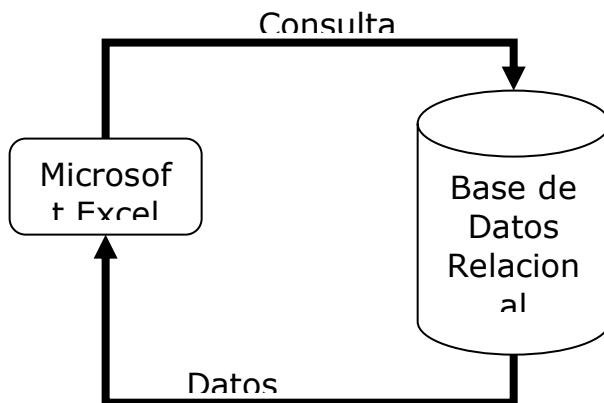 Consulta
Microsof
t Excel
Base de
Datos
Relacion
al
Datos